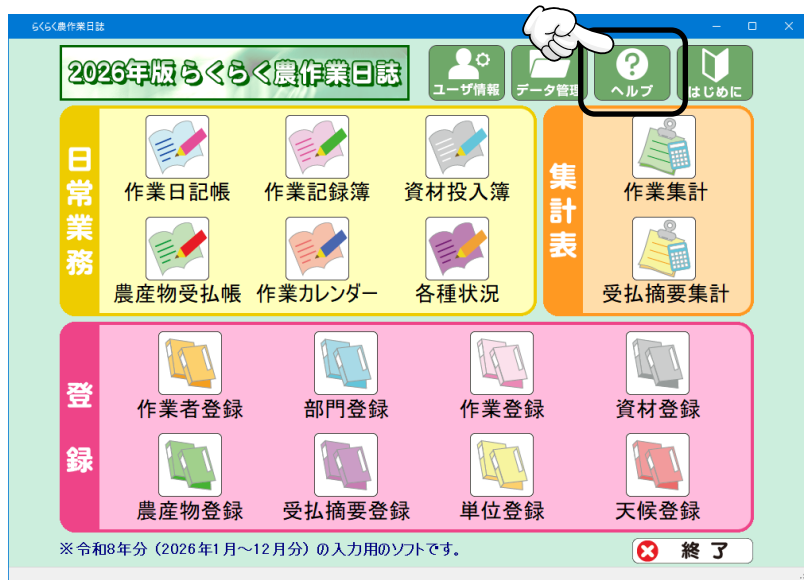 らくらく農作業日誌
2026年版 らくらく農作業日誌
ユーザ情報
データ管理
ヘルプ
はじめに
日常業務
作業日記帳
作業記録簿
資材投入簿
農産物受払帳
作業カレンダー
各種状況
集計表
作業集計
受払摘要集計
登録
作業者登録
部門登録
作業登録
資材登録
農産物登録
受払摘要登録
単位登録
天候登録
※令和8年分（2026年1月～12月分）の入力用のソフトです。
終了